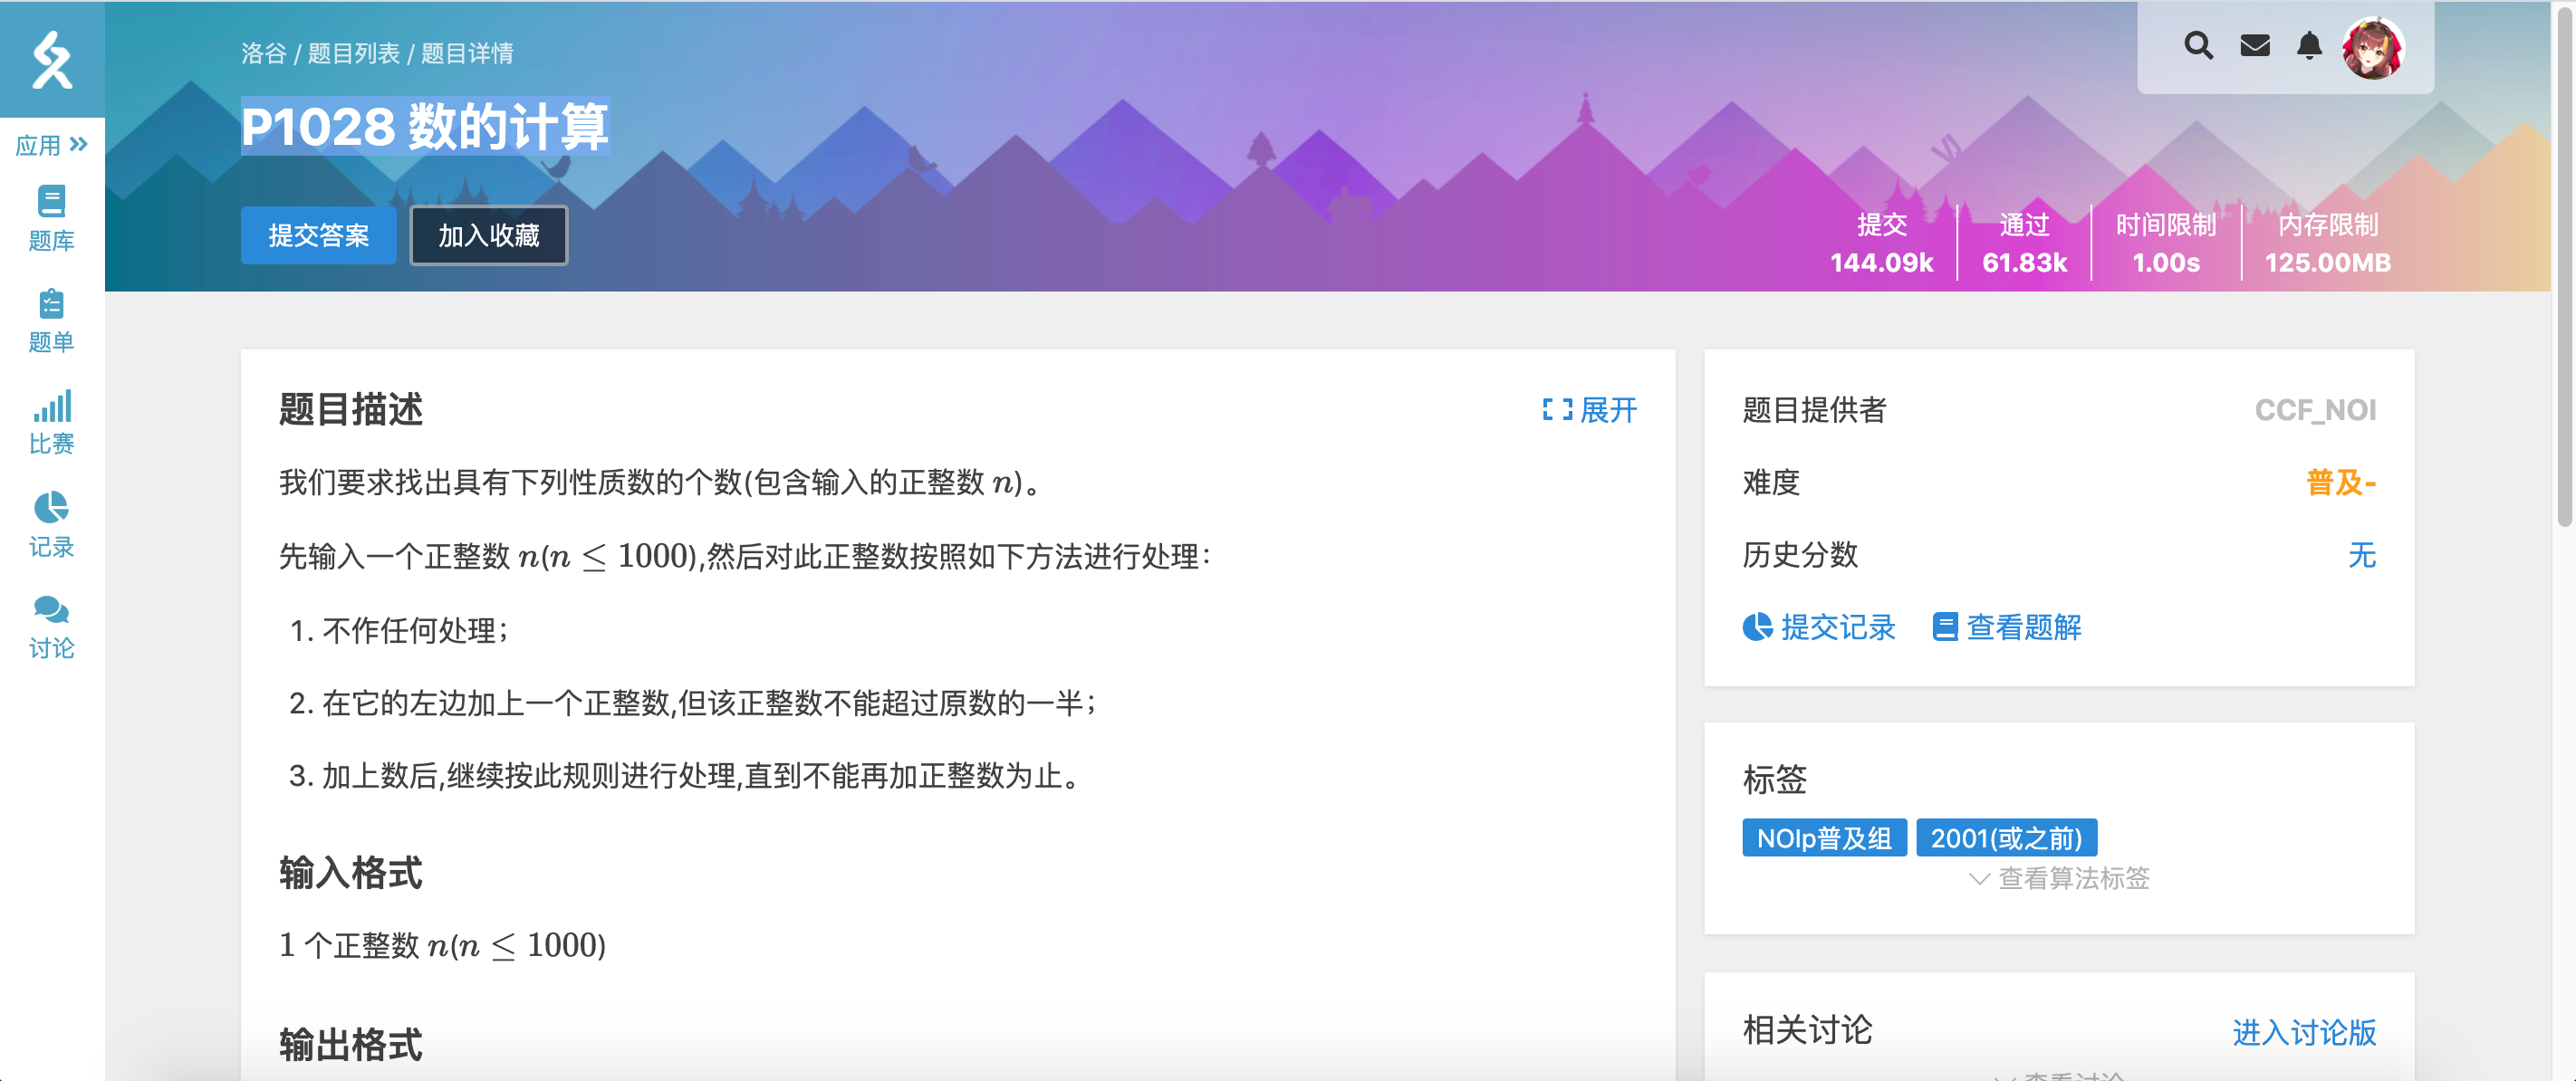 洛谷 / 题目列表 / 题目详情
P1028 数的计算
提交答案
加入收藏
提交
144.09k
通过
61.83k
时间限制
1.00s
内存限制
125.00MB
应用
题库
题单
比赛
记录
讨论
题目描述
展开
我们要求找出具有下列性质数的个数(包含输入的正整数 n)。
先输入一个正整数 n(n ≤ 1000),然后对此正整数按照如下方法进行处理：
1. 不作任何处理；
2. 在它的左边加上一个正整数,但该正整数不能超过原数的一半；
3. 加上数后,继续按此规则进行处理,直到不能再加正整数为止。
输入格式
1 个正整数 n(n ≤ 1000)
输出格式
题目提供者
CCF_NOI
难度
普及-
历史分数
无
提交记录
查看题解
标签
NOIp普及组
2001(或之前)
查看算法标签
相关讨论
进入讨论版